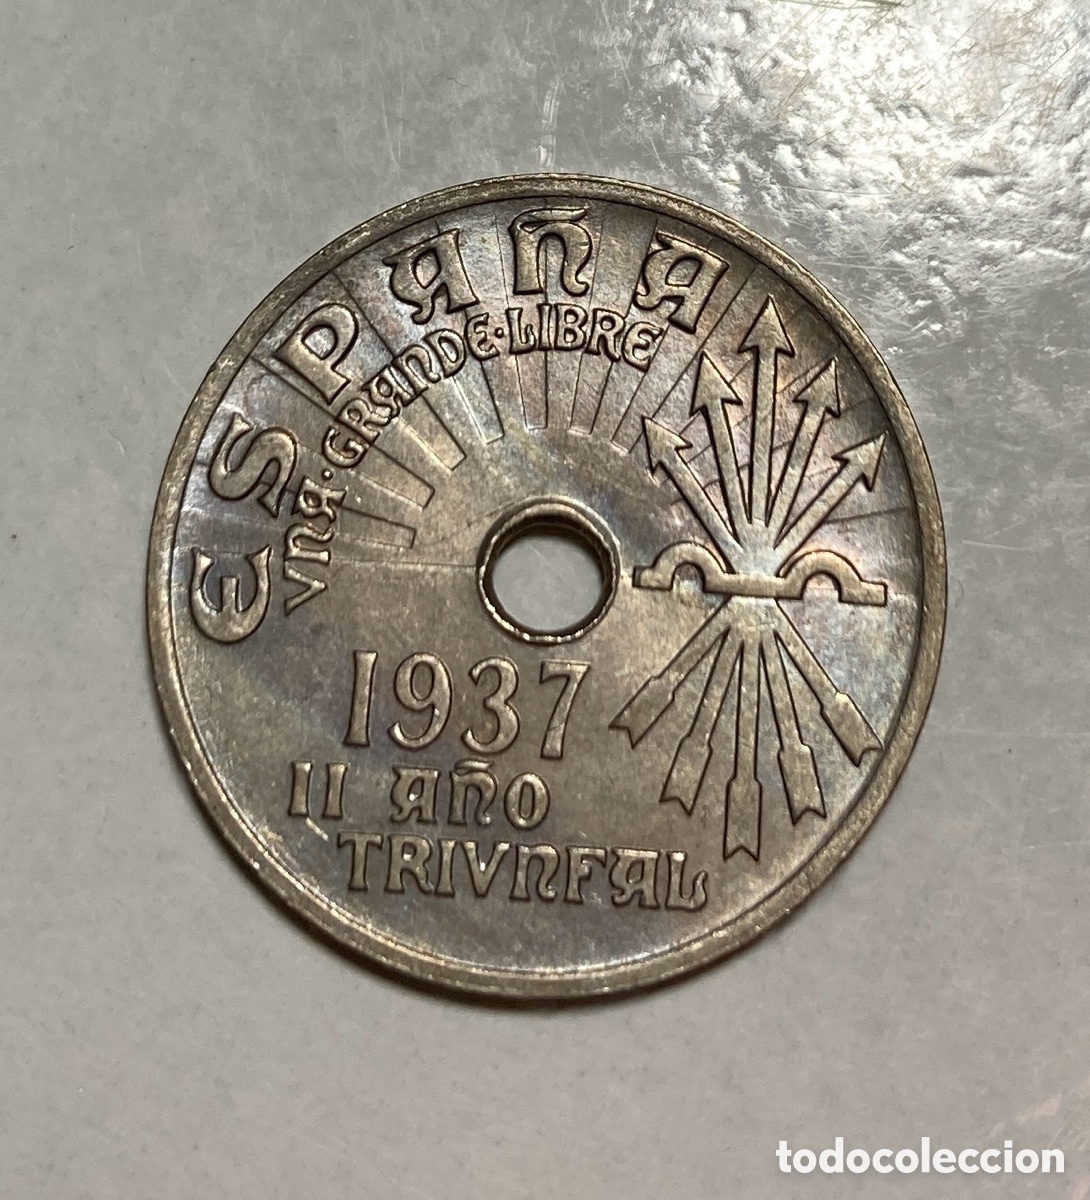 ESPAÑA
VNA·GRANDE·LIBRE
1937
II AÑO
TRIVNFAL
todocoleccion